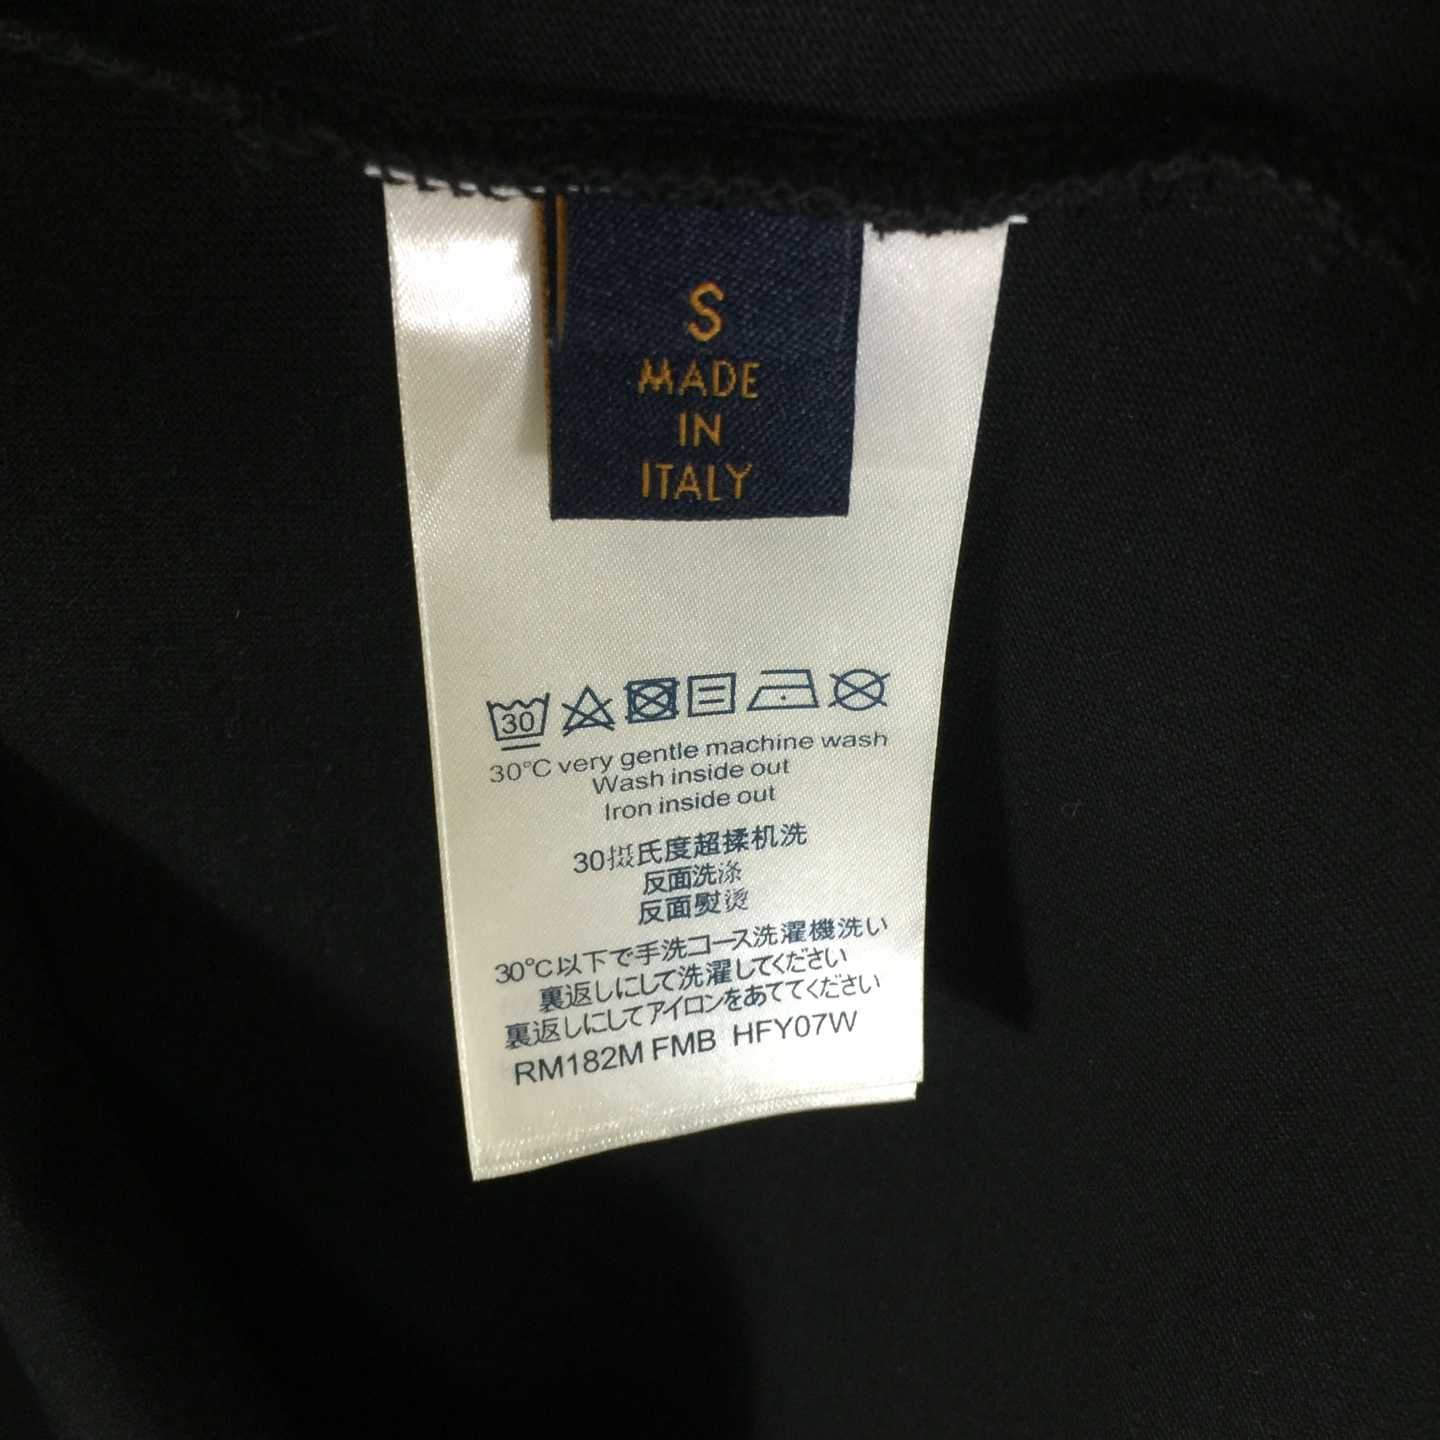 S
MADE
IN
ITALY
30
30°C very gentle machine wash
Wash inside out
Iron inside out
30摄氏度超揉机洗
反面洗涤
反面熨烫
30°C以下で手洗コース洗濯機洗い
裏返しにして洗濯してください
裏返しにしてアイロンをあててください
RM182M FMB HFY07W